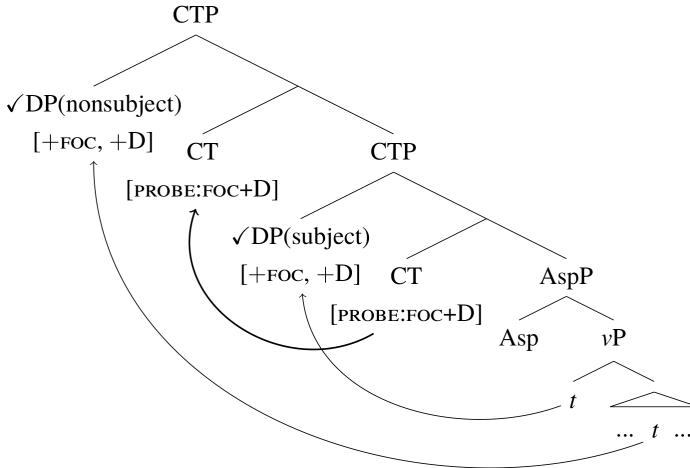 CTP
✓DP(nonsubject)
[+FOC, +D]
CT
[PROBE:FOC+D]
CTP
✓DP(subject)
[+FOC, +D]
CT
[PROBE:FOC+D]
AspP
Asp
vP
t
... t ...